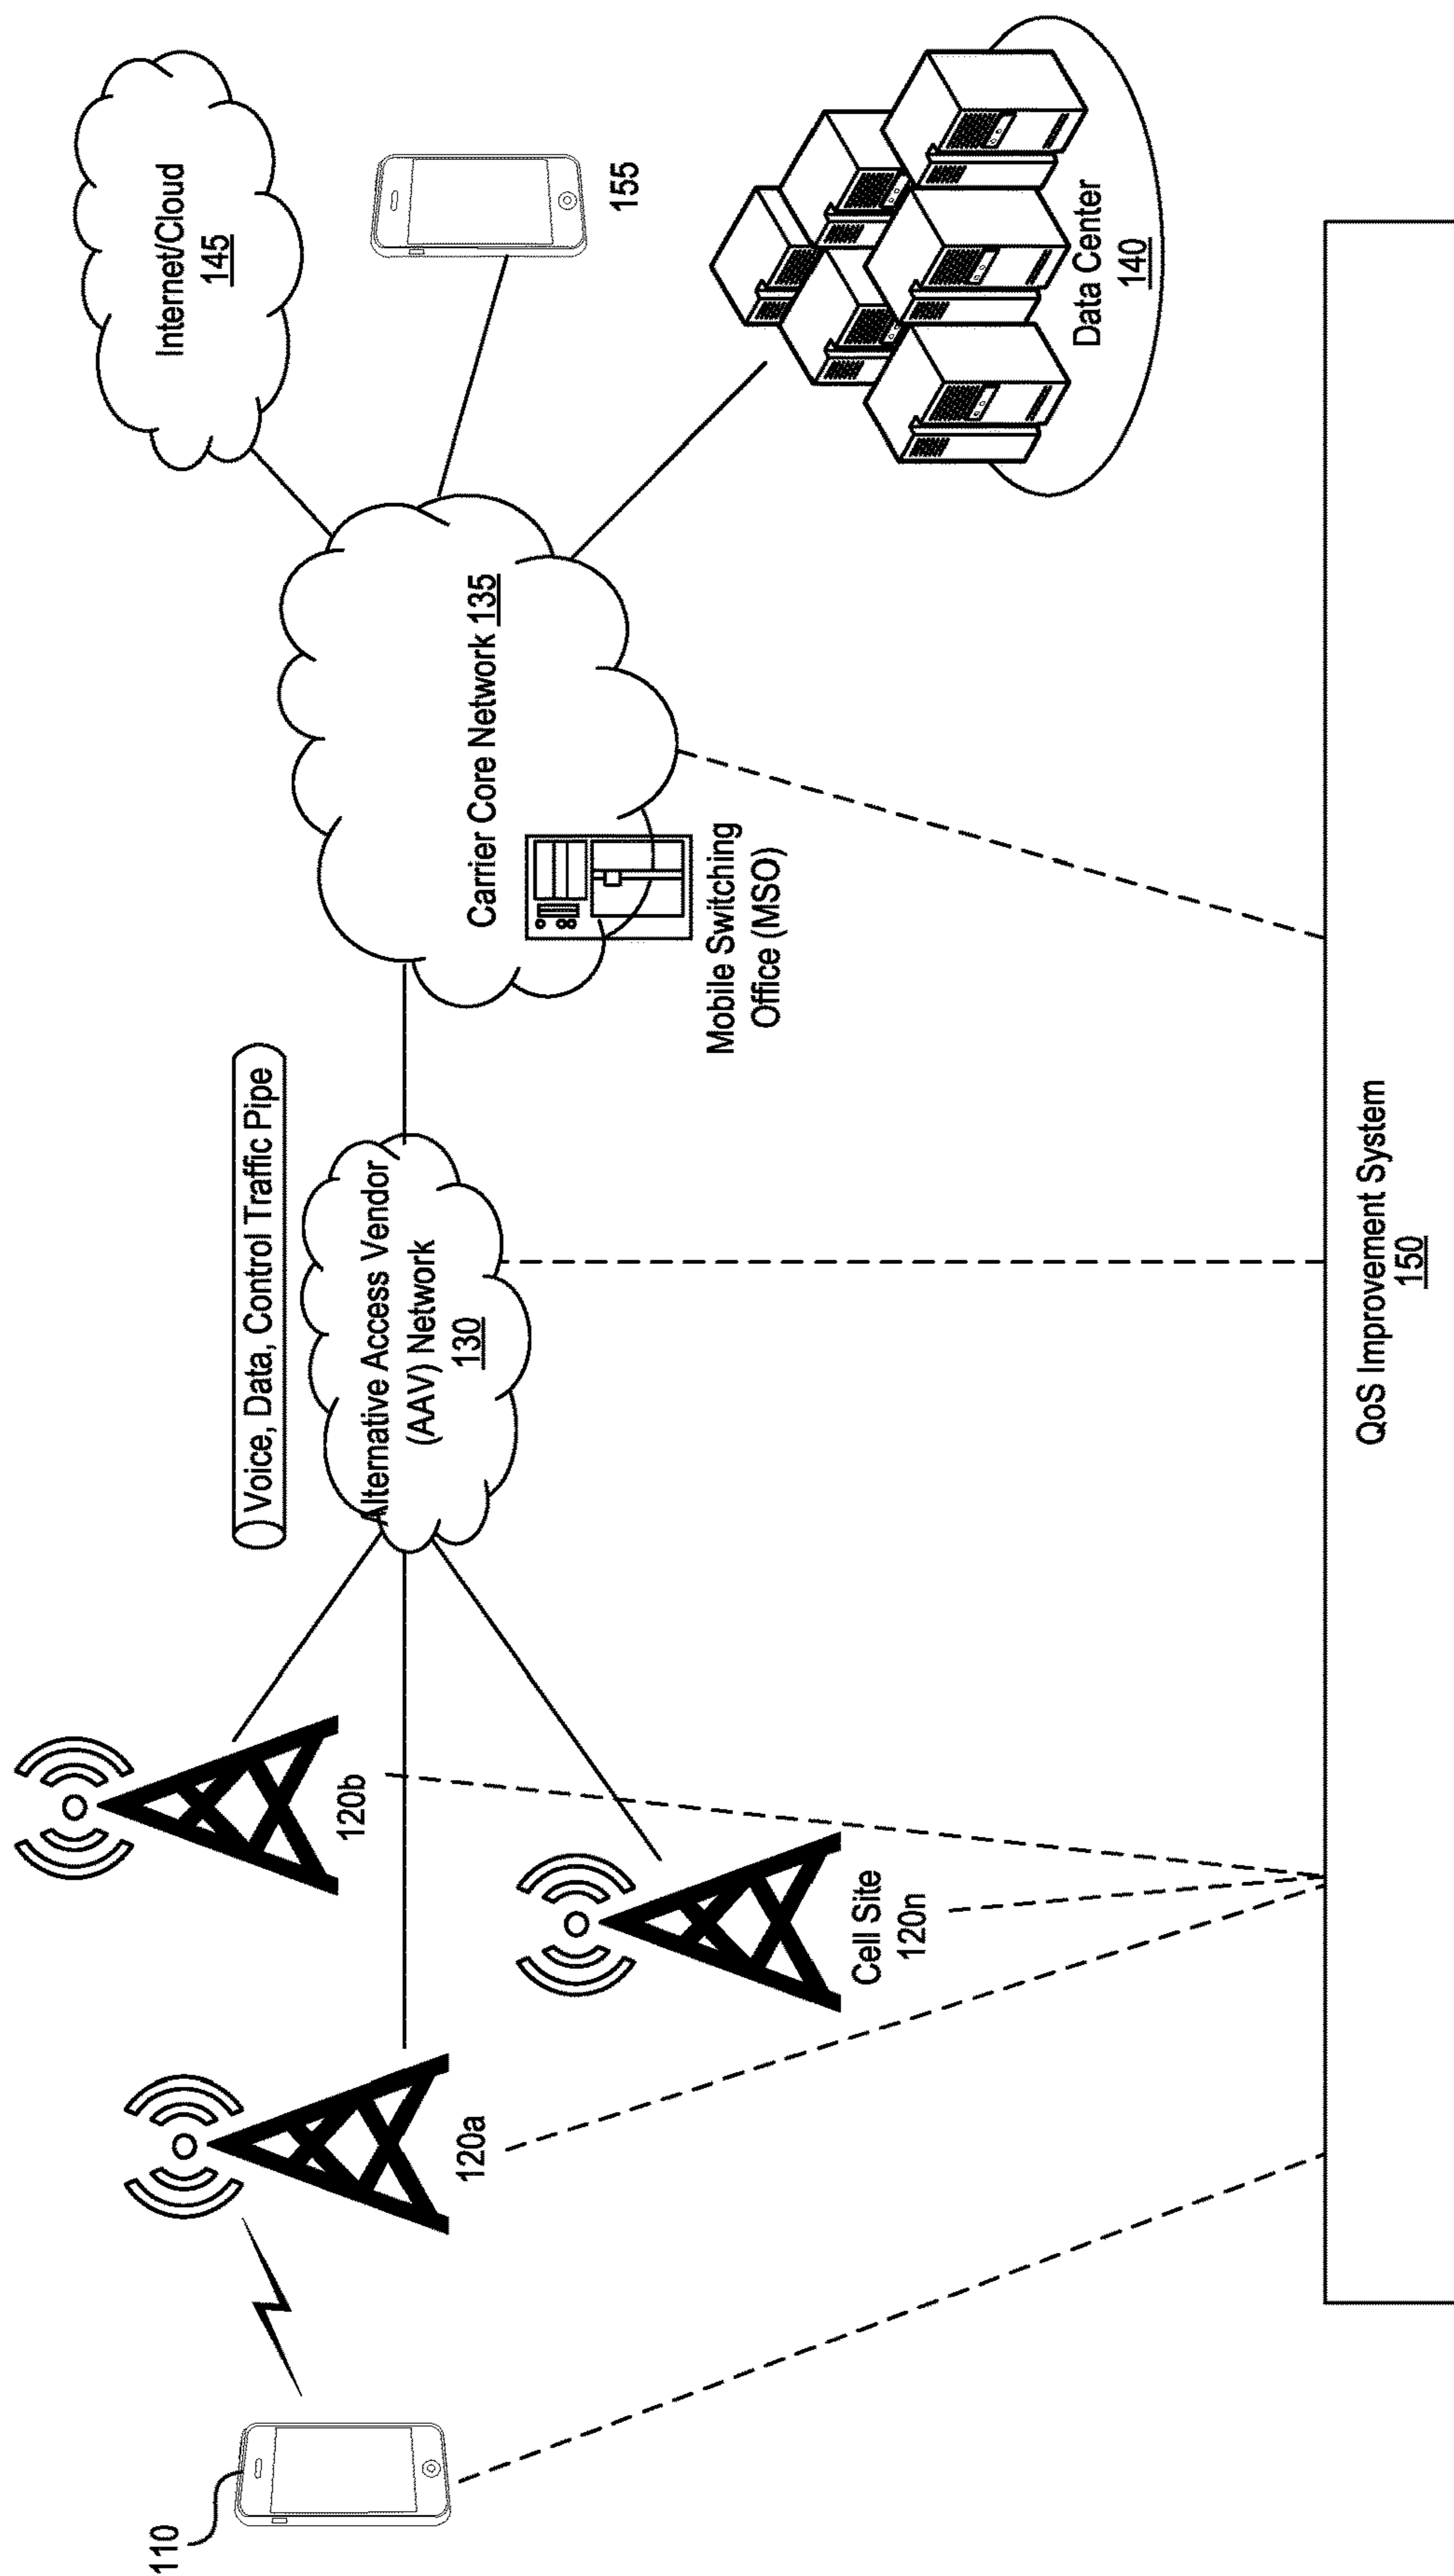 110
120a
120b
Cell Site
120n
Voice, Data, Control Traffic Pipe
Alternative Access Vendor
(AAV) Network
130
Carrier Core Network 135
Mobile Switching
Office (MSO)
Internet/Cloud
145
155
Data Center
140
QoS Improvement System
150